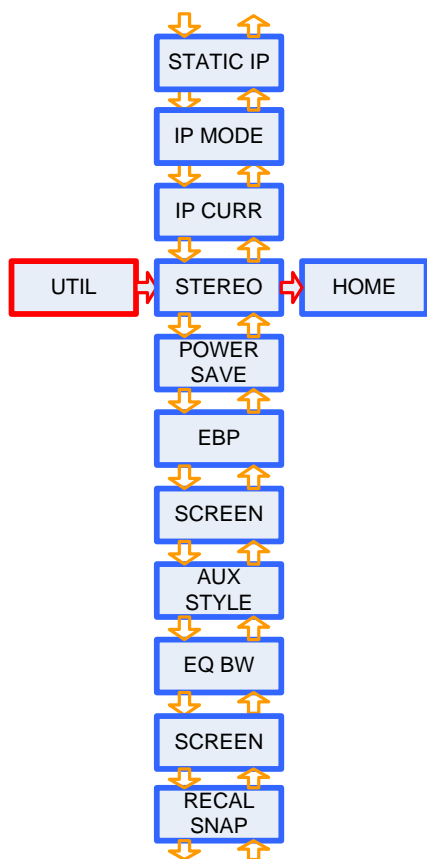 STATIC IP
IP MODE
IP CURR
UTIL
STEREO
HOME
POWER
SAVE
EBP
SCREEN
AUX
STYLE
EQ BW
SCREEN
RECAL
SNAP